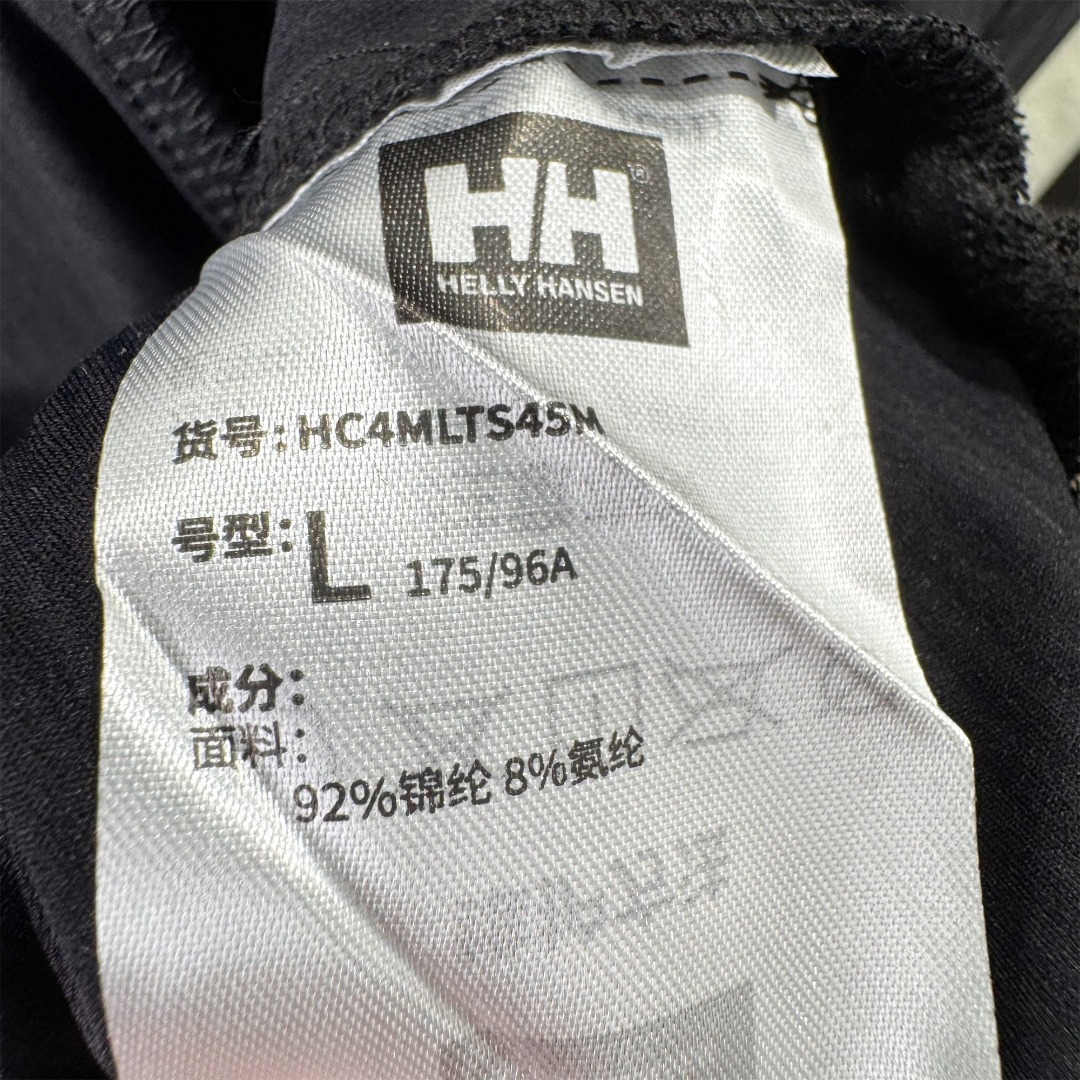 HH®
HELLY HANSEN
货号：HC4MLTS45M
号型：L 175/96A
成分：
面料：
92%锦纶 8%氨纶